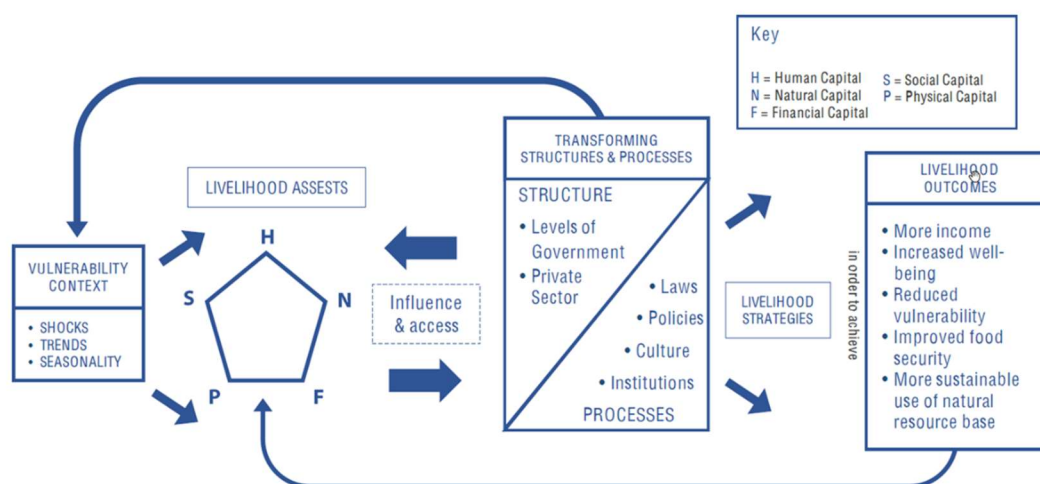 Key
H = Human Capital
S = Social Capital
N = Natural Capital
P = Physical Capital
F = Financial Capital
TRANSFORMING
STRUCTURES & PROCESSES
LIVELIHOOD
OUTCOMES
LIVELIHOOD ASSESTS
STRUCTURE
• Levels of
Government
• Private
Sector
• Laws
• Policies
• Culture
• Institutions
PROCESSES
H
S
N
P
F
VULNERABILITY
CONTEXT
• SHOCKS
• TRENDS
• SEASONALITY
Influence
& access
LIVELIHOOD
STRATEGIES
in order to achieve
• More income
• Increased well-
being
• Reduced
vulnerability
• Improved food
security
• More sustainable
use of natural
resource base